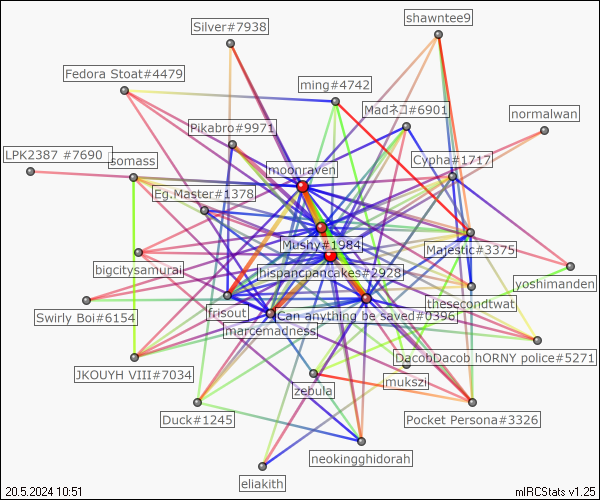 shawntee9
Silver#7938
Fedora Stoat#4479
ming#4742
Madネコ#6901
normalwan
Pikabro#9971
LPK2387 #7690
somass
Cypha#1717
moonraven
Eg.Master#1378
Mushy#1984
Majestic#3375
bigcitysamurai
hispancpancakes#2928
yoshimanden
thesecondtwat
Swirly Boi#6154
frisout
Can anything be saved#0396
marcemadness
DacobDacob hORNY police#5271
JKOUYH VIII#7034
mukszi
zebula
Duck#1245
Pocket Persona#3326
neokingghidorah
eliakith
20.5.2024 10:51
mIRCStats v1.25